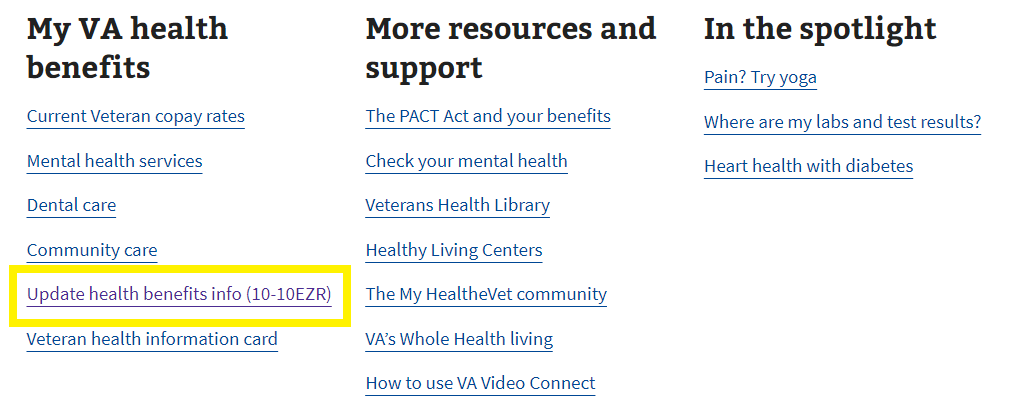 My VA health
benefits
Current Veteran copay rates
Mental health services
Dental care
Community care
Update health benefits info (10-10EZR)
Veteran health information card
More resources and
support
The PACT Act and your benefits
Check your mental health
Veterans Health Library
Healthy Living Centers
The My HealtheVet community
VA's Whole Health living
How to use VA Video Connect
In the spotlight
Pain? Try yoga
Where are my labs and test results?
Heart health with diabetes